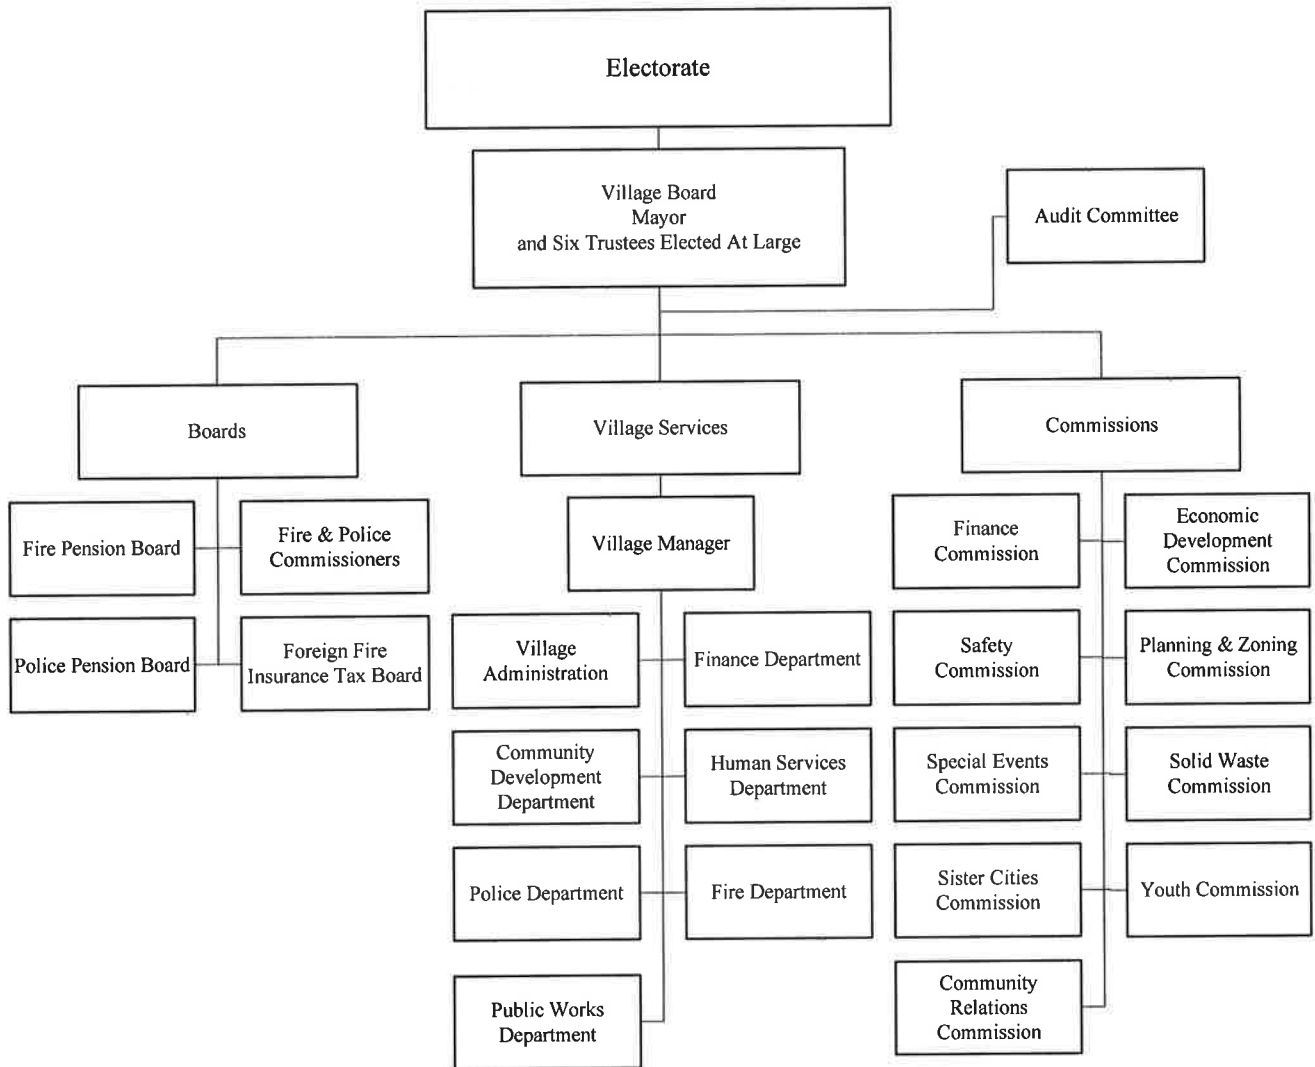 Electorate
Village Board
Mayor
and Six Trustees Elected At Large
Audit Committee
Boards
Village Services
Commissions
Fire Pension Board
Fire & Police
Commissioners
Police Pension Board
Foreign Fire
Insurance Tax Board
Village Manager
Village
Administration
Finance Department
Community
Development
Department
Human Services
Department
Police Department
Fire Department
Public Works
Department
Finance
Commission
Economic
Development
Commission
Safety
Commission
Planning & Zoning
Commission
Special Events
Commission
Solid Waste
Commission
Sister Cities
Commission
Youth Commission
Community
Relations
Commission